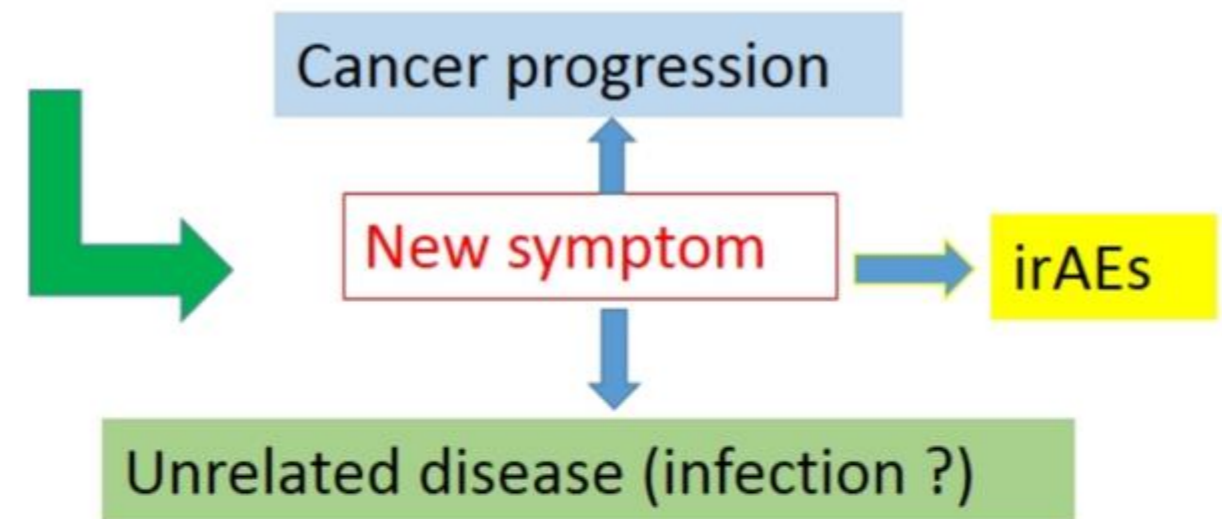 Cancer progression
New symptom
irAEs
Unrelated disease (infection ?)